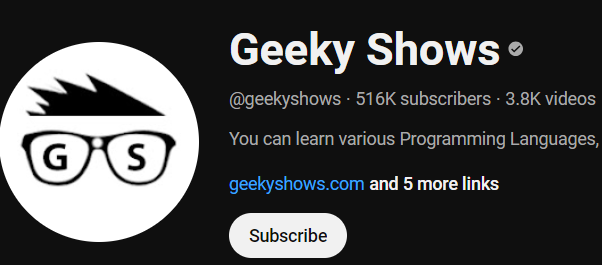 Geeky Shows
@geekyshows · 516K subscribers · 3.8K videos
You can learn various Programming Languages,
geekyshows.com and 5 more links
Subscribe
G S